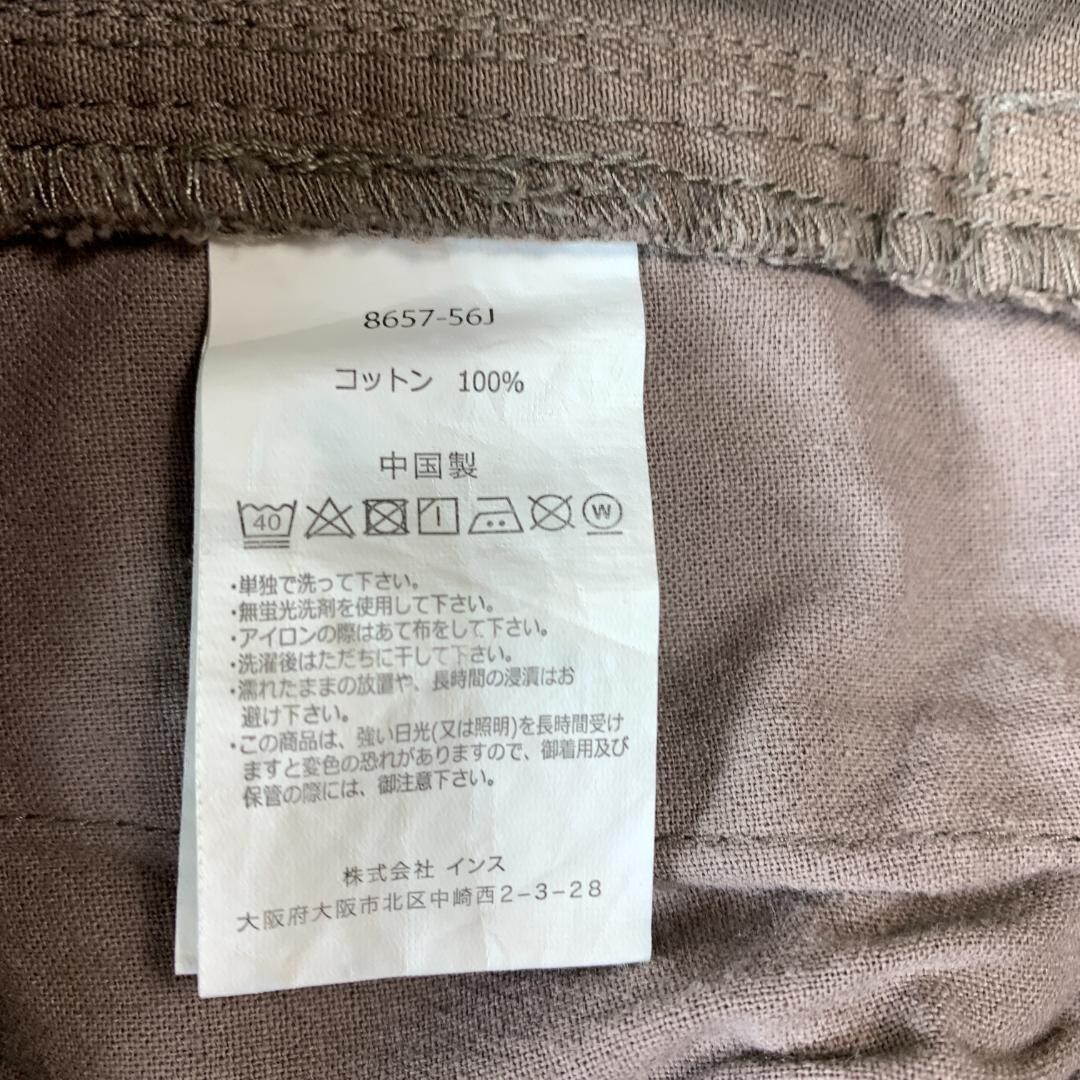 8657-56J
コットン 100%
中国製
40 W
・単独で洗って下さい。
・無蛍光洗剤を使用して下さい。
・アイロンの際はあて布をして下さい。
・洗濯後はただちに干して下さい。
・濡れたままの放置や、長時間の浸漬はお
避け下さい。
・この商品は、強い日光(又は照明)を長時間受け
ますと変色の恐れがありますので、御着用及び
保管の際には、御注意下さい。
株式会社 インス
大阪府大阪市北区中崎西2-3-28